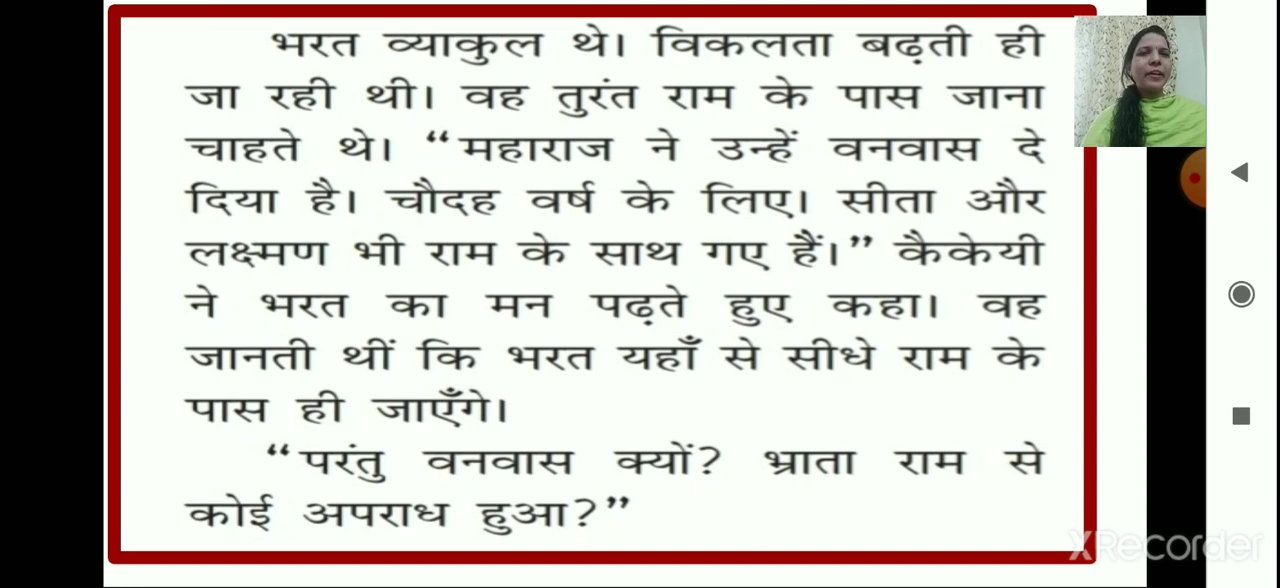 भरत व्याकुल थे। विकलता बढ़ती ही
जा रही थी। वह तुरंत राम के पास जाना
चाहते थे। “महाराज ने उन्हें वनवास दे
दिया है। चौदह वर्ष के लिए। सीता और
लक्ष्मण भी राम के साथ गए हैं।” कैकेयी
ने भरत का मन पढ़ते हुए कहा। वह
जानती थीं कि भरत यहाँ से सीधे राम के
पास ही जाएँगे।
“परंतु वनवास क्यों? भ्राता राम से
कोई अपराध हुआ?”
XRecorder